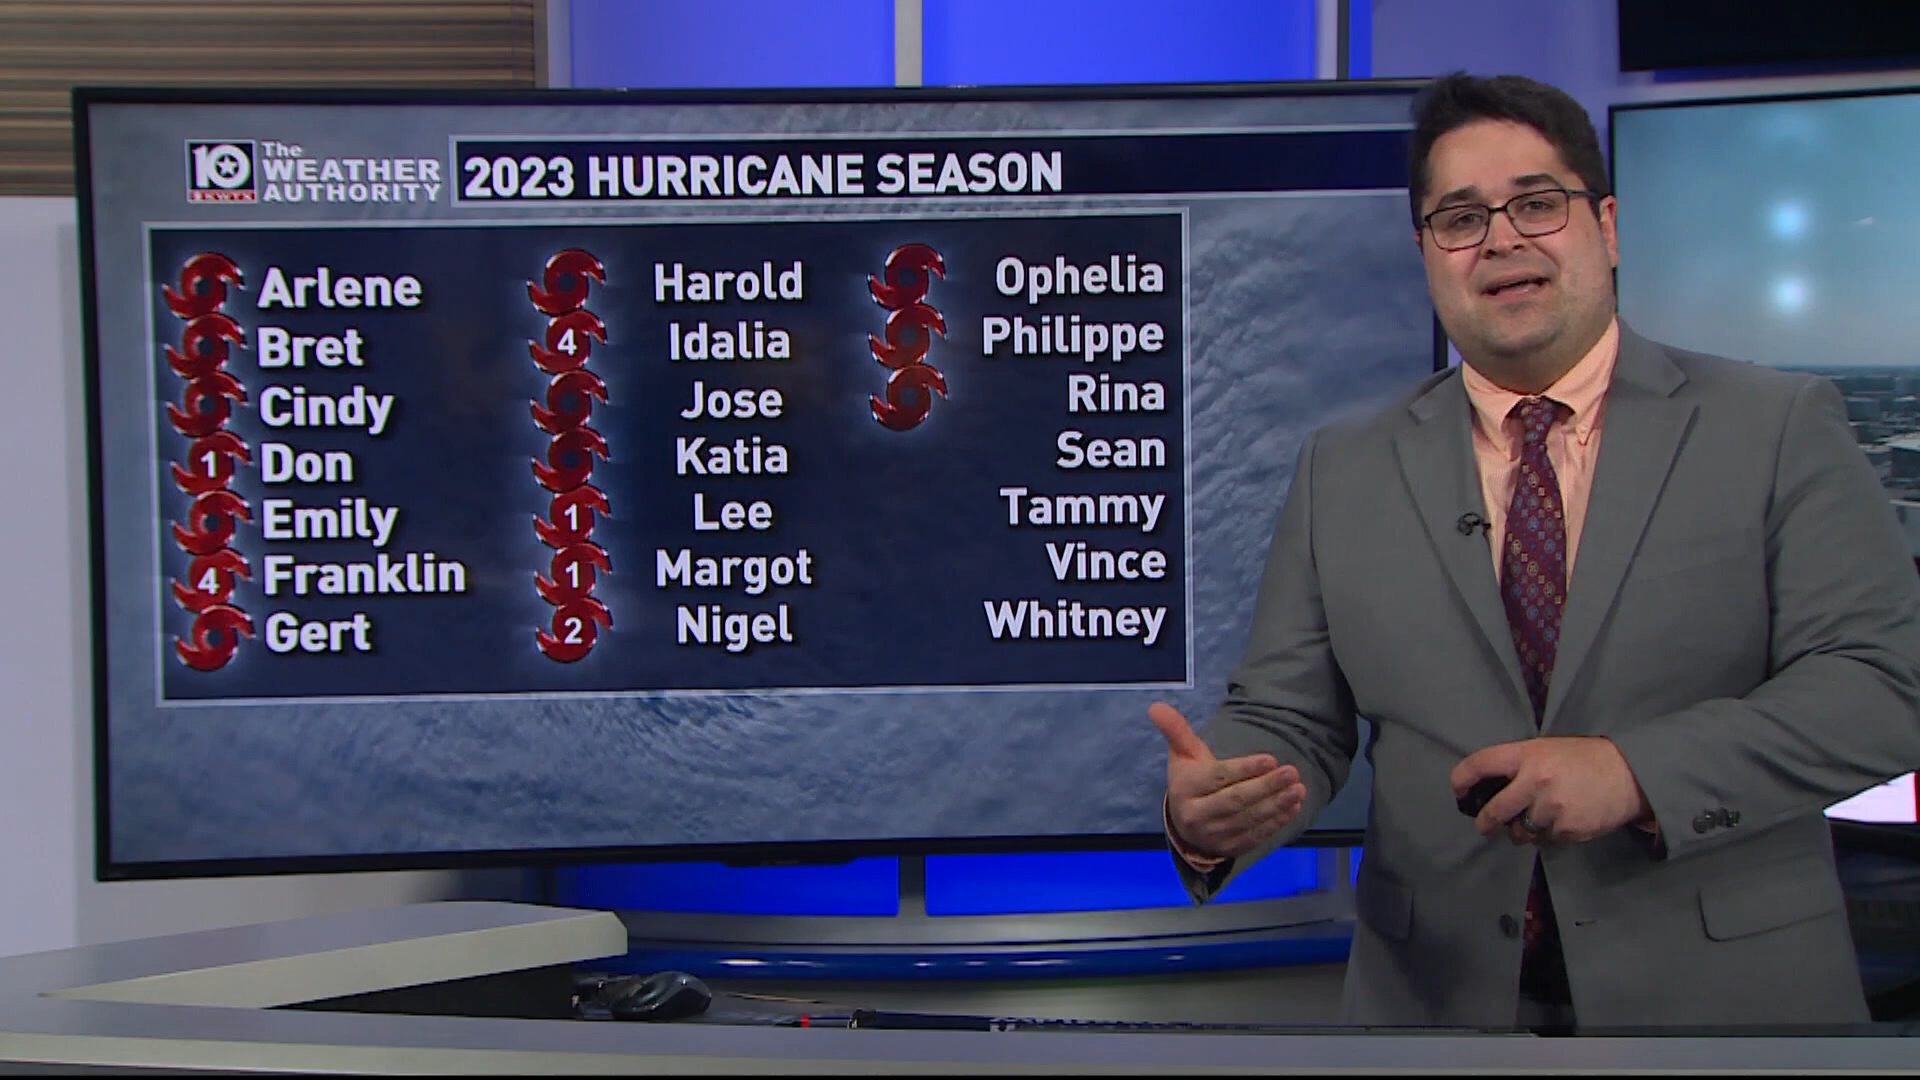 10
KWTX
The
WEATHER
AUTHORITY
2023 HURRICANE SEASON
Arlene
Bret
Cindy
1 Don
Emily
4 Franklin
Gert
Harold
4 Idalia
Jose
Katia
1 Lee
1 Margot
2 Nigel
Ophelia
Philippe
Rina
Sean
Tammy
Vince
Whitney